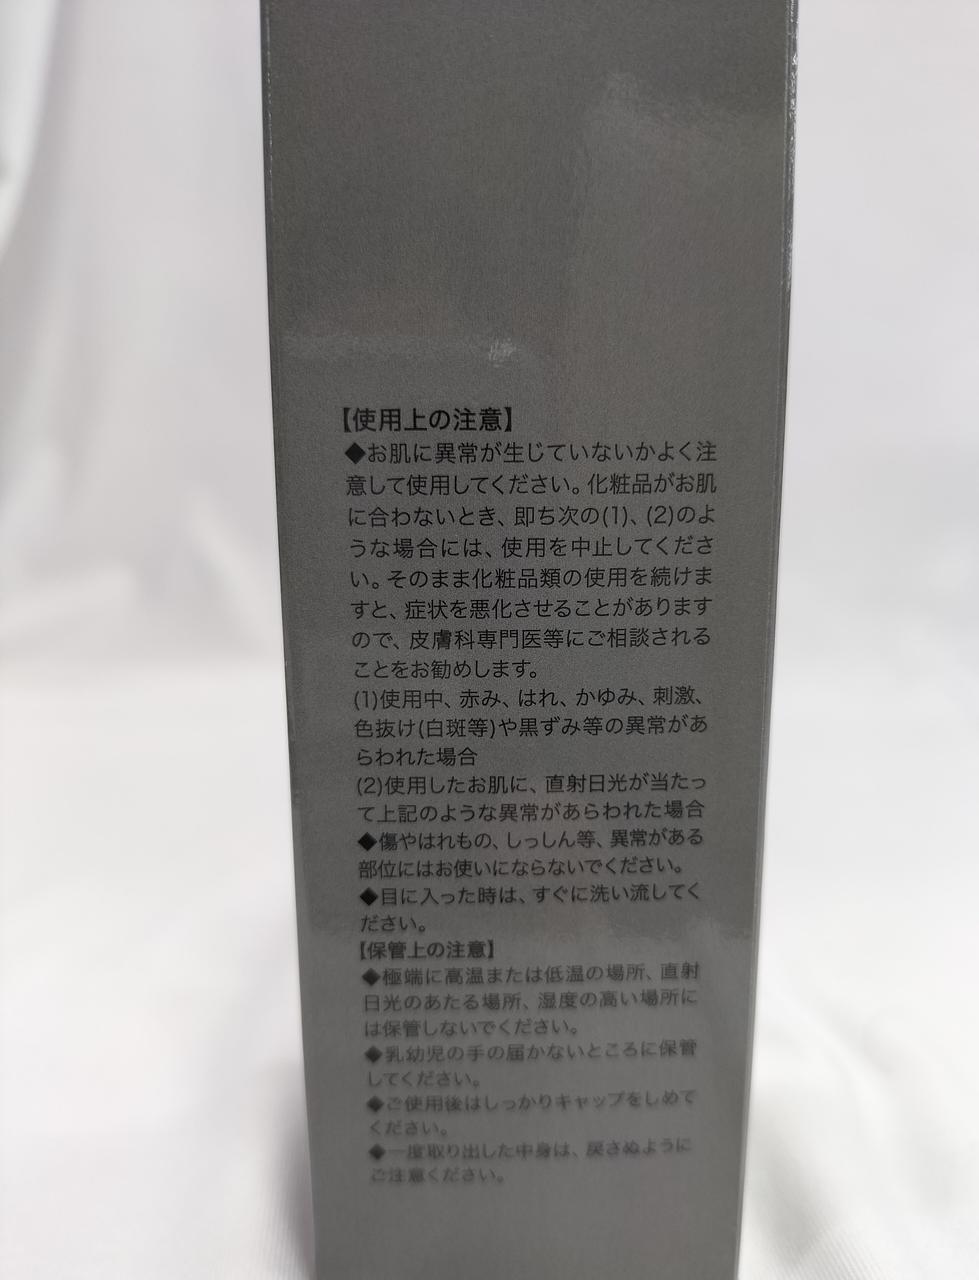 【使用上の注意】
◆お肌に異常が生じていないかよく注
意して使用してください。化粧品がお肌
に合わないとき、即ち次の(1)、(2)のよ
うな場合には、使用を中止してくださ
い。そのまま化粧品類の使用を続けま
すと、症状を悪化させることがあります
ので、皮膚科専門医等にご相談される
ことをお勧めします。
(1)使用中、赤み、はれ、かゆみ、刺激、
色抜け(白斑等)や黒ずみ等の異常があ
らわれた場合
(2)使用したお肌に、直射日光が当たっ
て上記のような異常があらわれた場合
◆傷やはれもの、しっしん等、異常がある
部位にはお使いにならないでください。
◆目に入った時は、すぐに洗い流してく
ださい。
【保管上の注意】
◆極端に高温または低温の場所、直射
日光のあたる場所、湿度の高い場所に
は保管しないでください。
◆乳幼児の手の届かないところに保管
してください。
◆ご使用後はしっかりキャップをしめて
ください。
◆一度取り出した中身は、戻さぬように
ご注意ください。